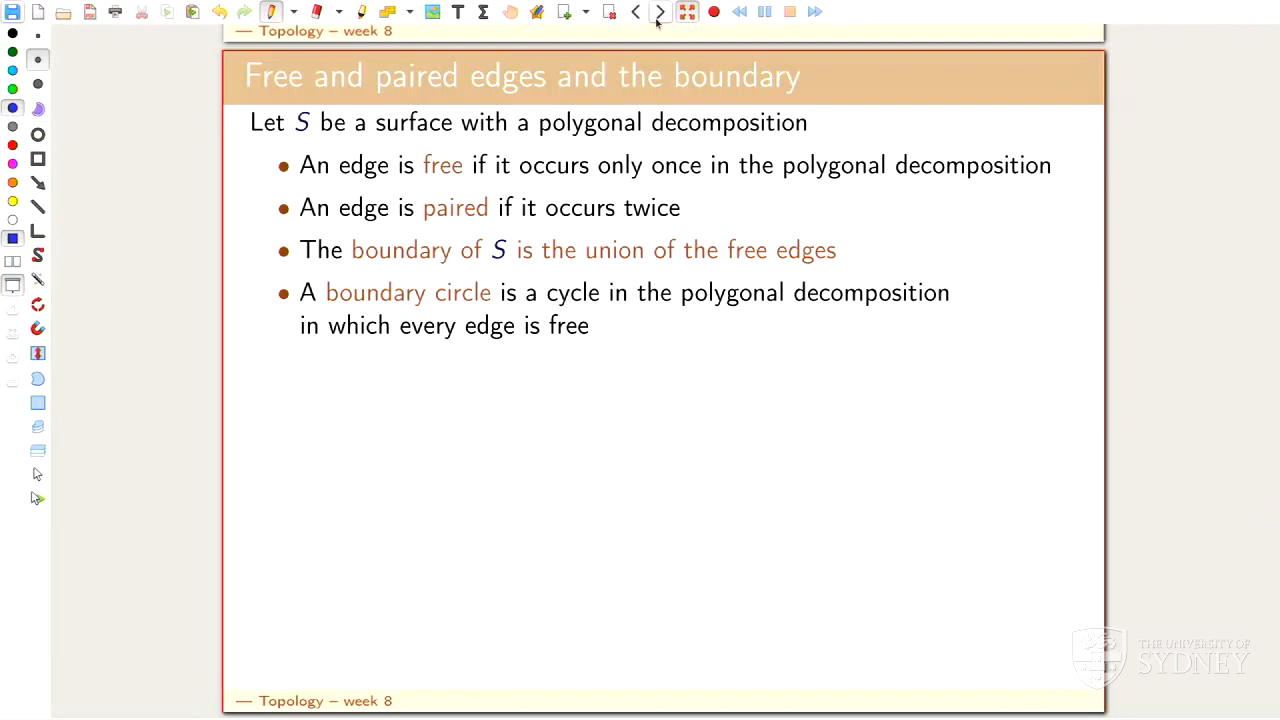 — Topology – week 8
Free and paired edges and the boundary
Let S be a surface with a polygonal decomposition
• An edge is free if it occurs only once in the polygonal decomposition
• An edge is paired if it occurs twice
• The boundary of S is the union of the free edges
• A boundary circle is a cycle in the polygonal decomposition
in which every edge is free
THE UNIVERSITY OF
SYDNEY
— Topology – week 8